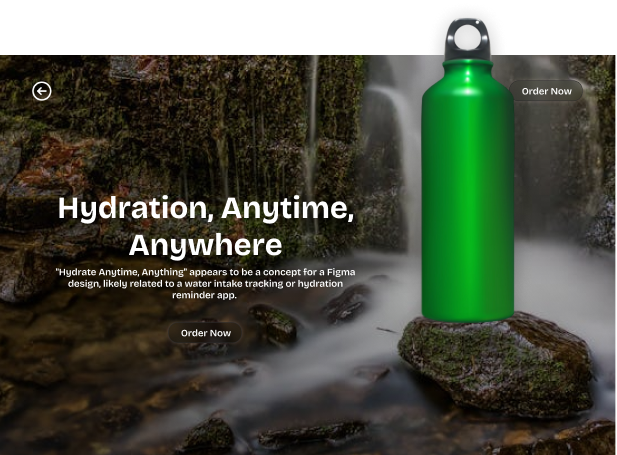 Order Now
Hydration, Anytime,
Anywhere
"Hydrate Anytime, Anything" appears to be a concept for a Figma
design, likely related to a water intake tracking or hydration
reminder app.
Order Now